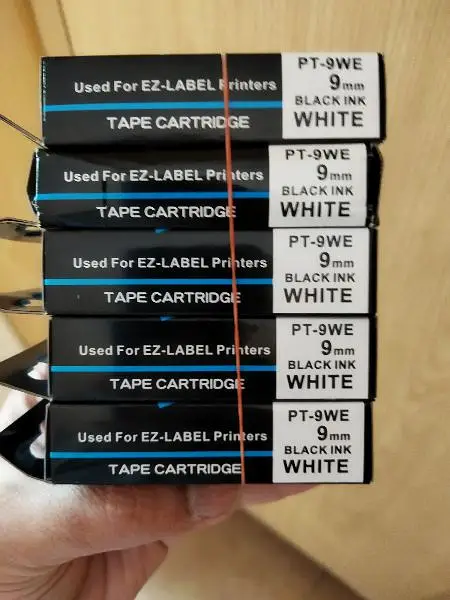 Used For EZ-LABEL Printers
TAPE CARTRIDGE
PT-9WE
9mm
BLACK INK
WHITE
Used For EZ-LABEL Printers
TAPE CARTRIDGE
PT-9WE
9mm
BLACK INK
WHITE
Used For EZ-LABEL Printers
TAPE CARTRIDGE
PT-9WE
9mm
BLACK INK
WHITE
Used For EZ-LABEL Printers
TAPE CARTRIDGE
PT-9WE
9mm
BLACK INK
WHITE
Used For EZ-LABEL Printers
TAPE CARTRIDGE
PT-9WE
9mm
BLACK INK
WHITE